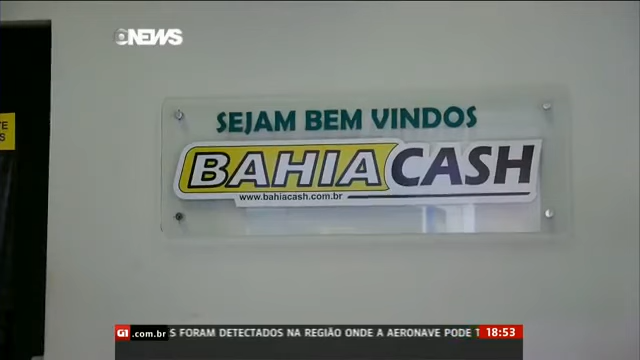 GNEWS
SEJAM BEM VINDOS
BAHIA CASH
www.bahiacash.com.br
G1 .com.br S FORAM DETECTADOS NA REGIÃO ONDE A AERONAVE PODE T 18:53